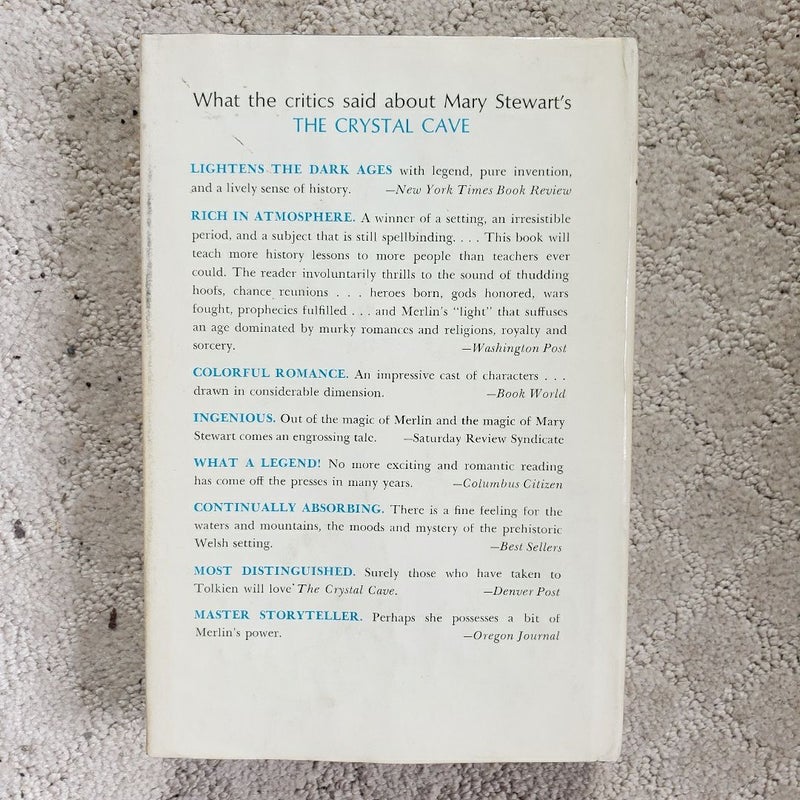 What the critics said about Mary Stewart's
THE CRYSTAL CAVE
LIGHTENS THE DARK AGES with legend, pure invention,
and a lively sense of history. —New York Times Book Review
RICH IN ATMOSPHERE. A winner of a setting, an irresistible
period, and a subject that is still spellbinding. . . . This book will
teach more history lessons to more people than teachers ever
could. The reader involuntarily thrills to the sound of thudding
hoofs, chance reunions . . . heroes born, gods honored, wars
fought, prophecies fulfilled . . . and Merlin's "light" that suffuses
an age dominated by murky romances and religions, royalty and
sorcery. —Washington Post
COLORFUL ROMANCE. An impressive cast of characters . . .
drawn in considerable dimension. —Book World
INGENIOUS. Out of the magic of Merlin and the magic of Mary
Stewart comes an engrossing tale. —Saturday Review Syndicate
WHAT A LEGEND! No more exciting and romantic reading
has come off the presses in many years. —Columbus Citizen
CONTINUALLY ABSORBING. There is a fine feeling for the
waters and mountains, the moods and mystery of the prehistoric
Welsh setting. —Best Sellers
MOST DISTINGUISHED. Surely those who have taken to
Tolkien will love The Crystal Cave. —Denver Post
MASTER STORYTELLER. Perhaps she possesses a bit of
Merlin's power. —Oregon Journal